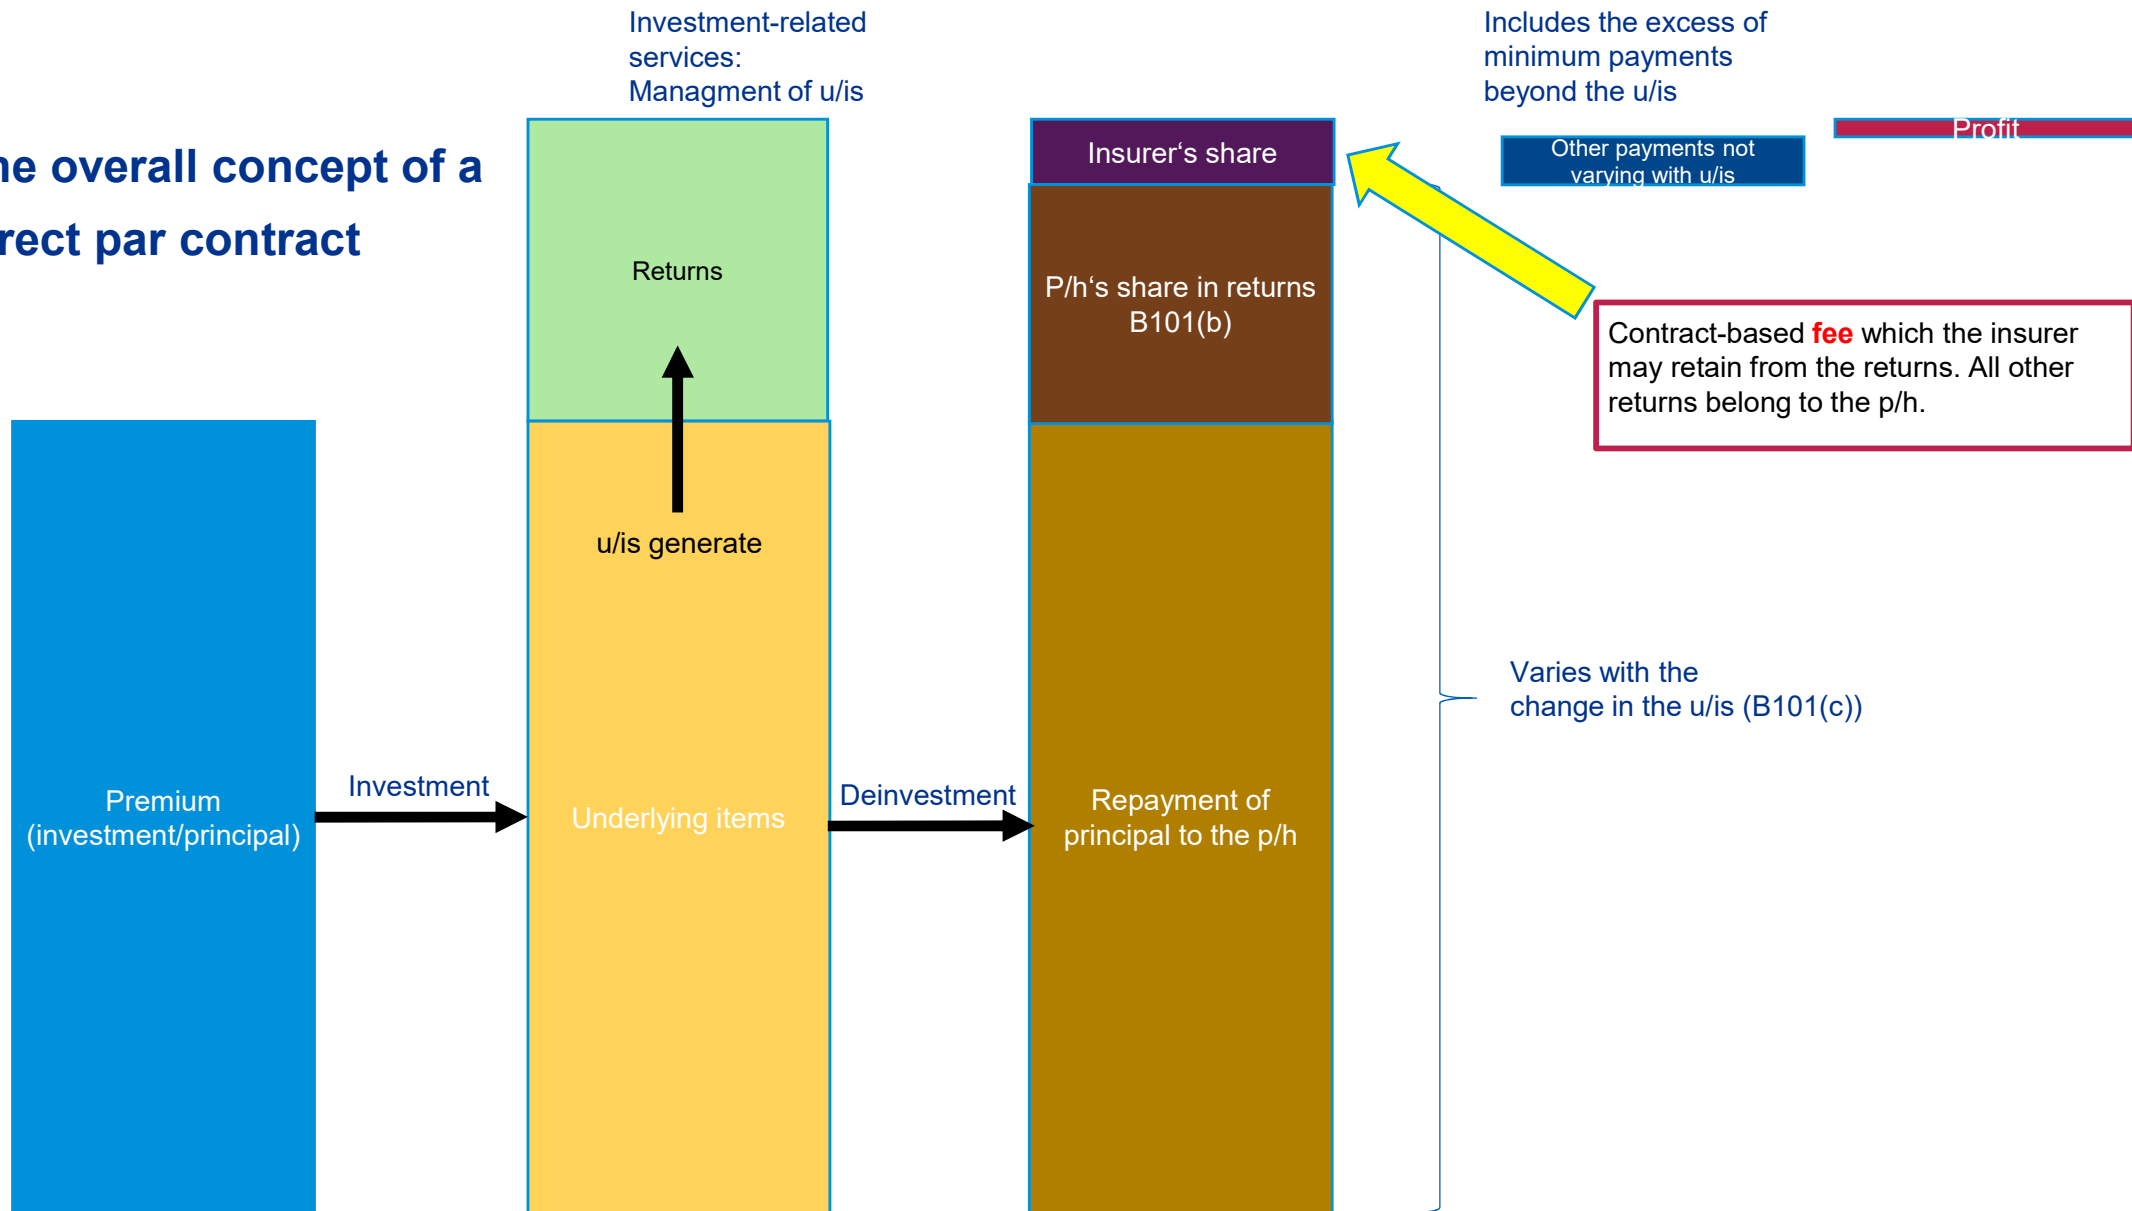 Investment-related
services:
Managment of u/is
Includes the excess of
minimum payments
beyond the u/is
ne overall concept of a
rect par contract
Returns
u/is generate
Underlying items
Premium
(investment/principal)
Investment
Deinvestment
Insurer‘s share
P/h‘s share in returns
B101(b)
Repayment of
principal to the p/h
Other payments not
varying with u/is
Profit
Contract-based fee which the insurer
may retain from the returns. All other
returns belong to the p/h.
Varies with the
change in the u/is (B101(c))